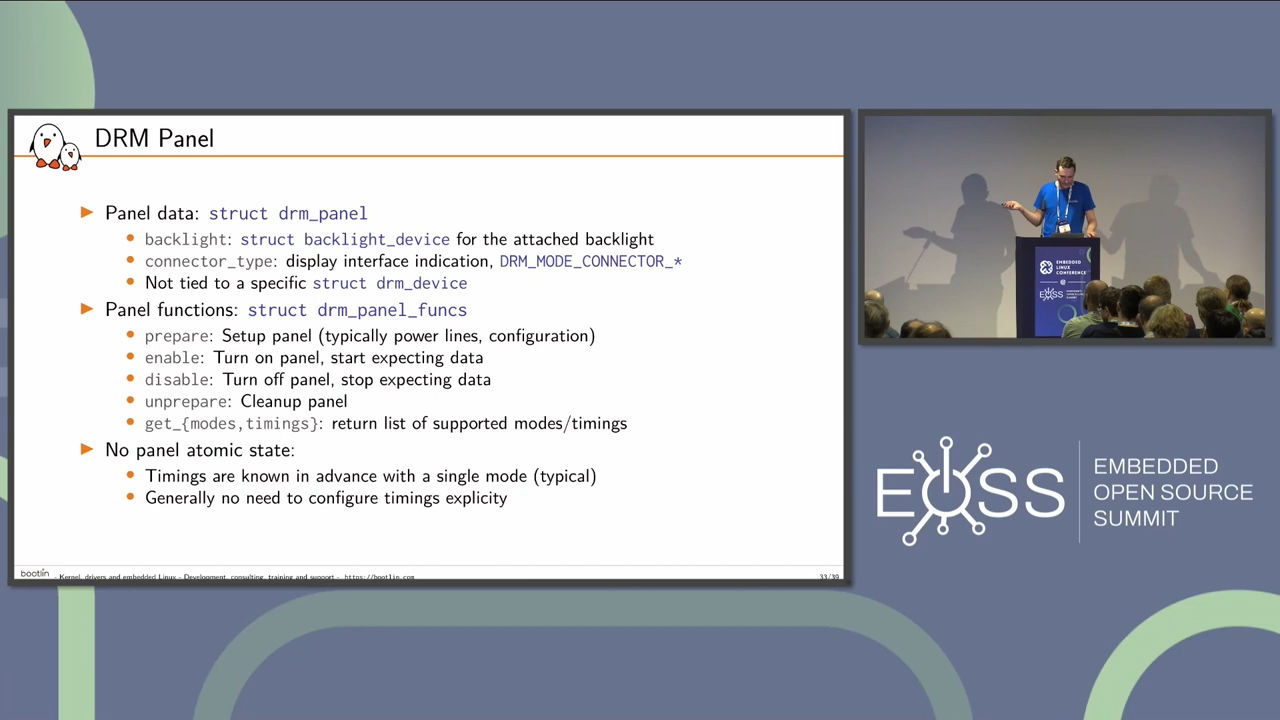 DRM Panel
Panel data: struct drm_panel
backlight: struct backlight_device for the attached backlight
connector_type: display interface indication, DRM_MODE_CONNECTOR_*
Not tied to a specific struct drm_device
Panel functions: struct drm_panel_funcs
prepare: Setup panel (typically power lines, configuration)
enable: Turn on panel, start expecting data
disable: Turn off panel, stop expecting data
unprepare: Cleanup panel
get_{modes,timings}: return list of supported modes/timings
No panel atomic state:
Timings are known in advance with a single mode (typical)
Generally no need to configure timings explicity
bootlin - Kernel, drivers and embedded Linux - Development, consulting, training and support - https://bootlin.com 33/39
EMBEDDED
LINUX
CONFERENCE
EOSS
EOSS
EMBEDDED
OPEN SOURCE
SUMMIT